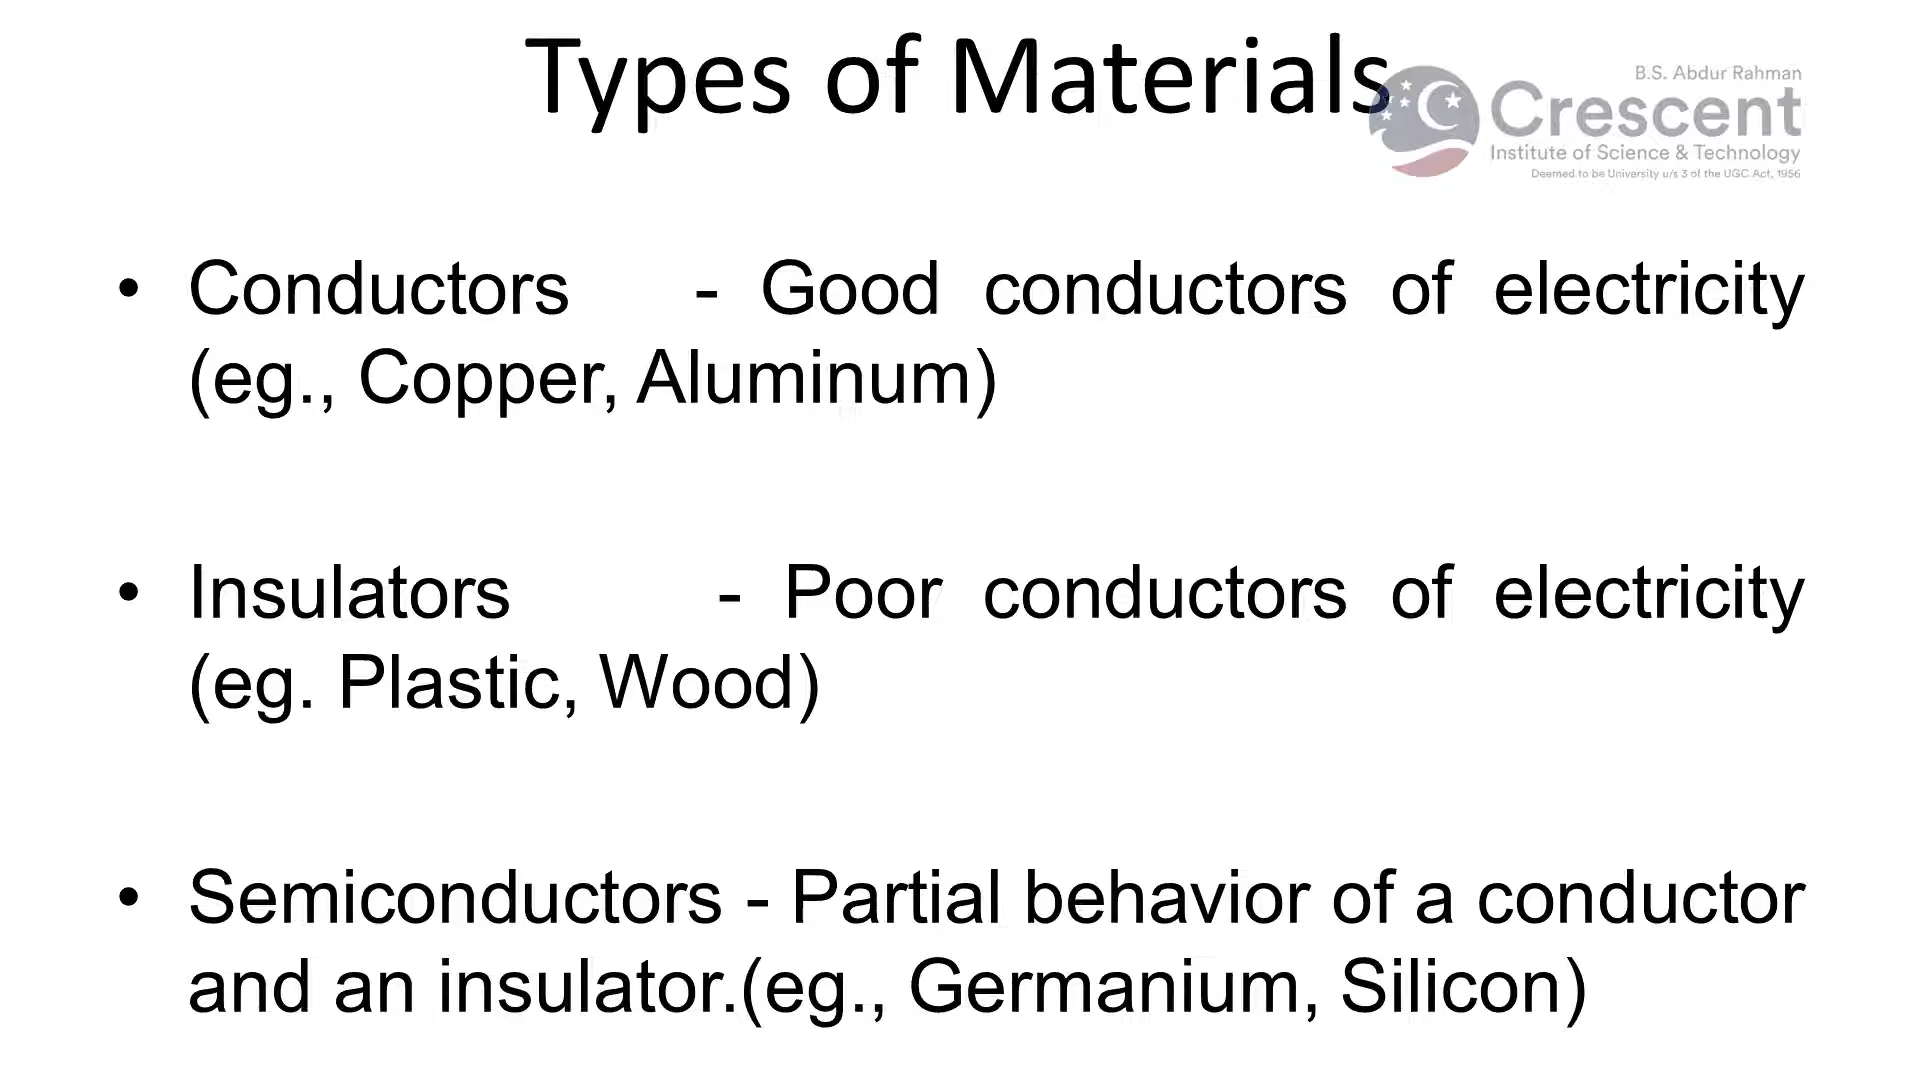 Types of Materials
B.S. Abdur Rahman
Crescent
Institute of Science & Technology
Deemed to be University u/s 3 of the UGC Act, 1956
• Conductors - Good conductors of electricity
(eg., Copper, Aluminum)
• Insulators - Poor conductors of electricity
(eg. Plastic, Wood)
• Semiconductors - Partial behavior of a conductor
and an insulator.(eg., Germanium, Silicon)